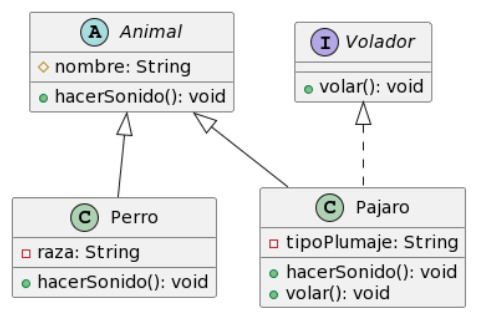 A Animal
nombre: String
hacerSonido(): void
I Volador
volar(): void
C Perro
raza: String
hacerSonido(): void
C Pajaro
tipoPlumaje: String
hacerSonido(): void
volar(): void